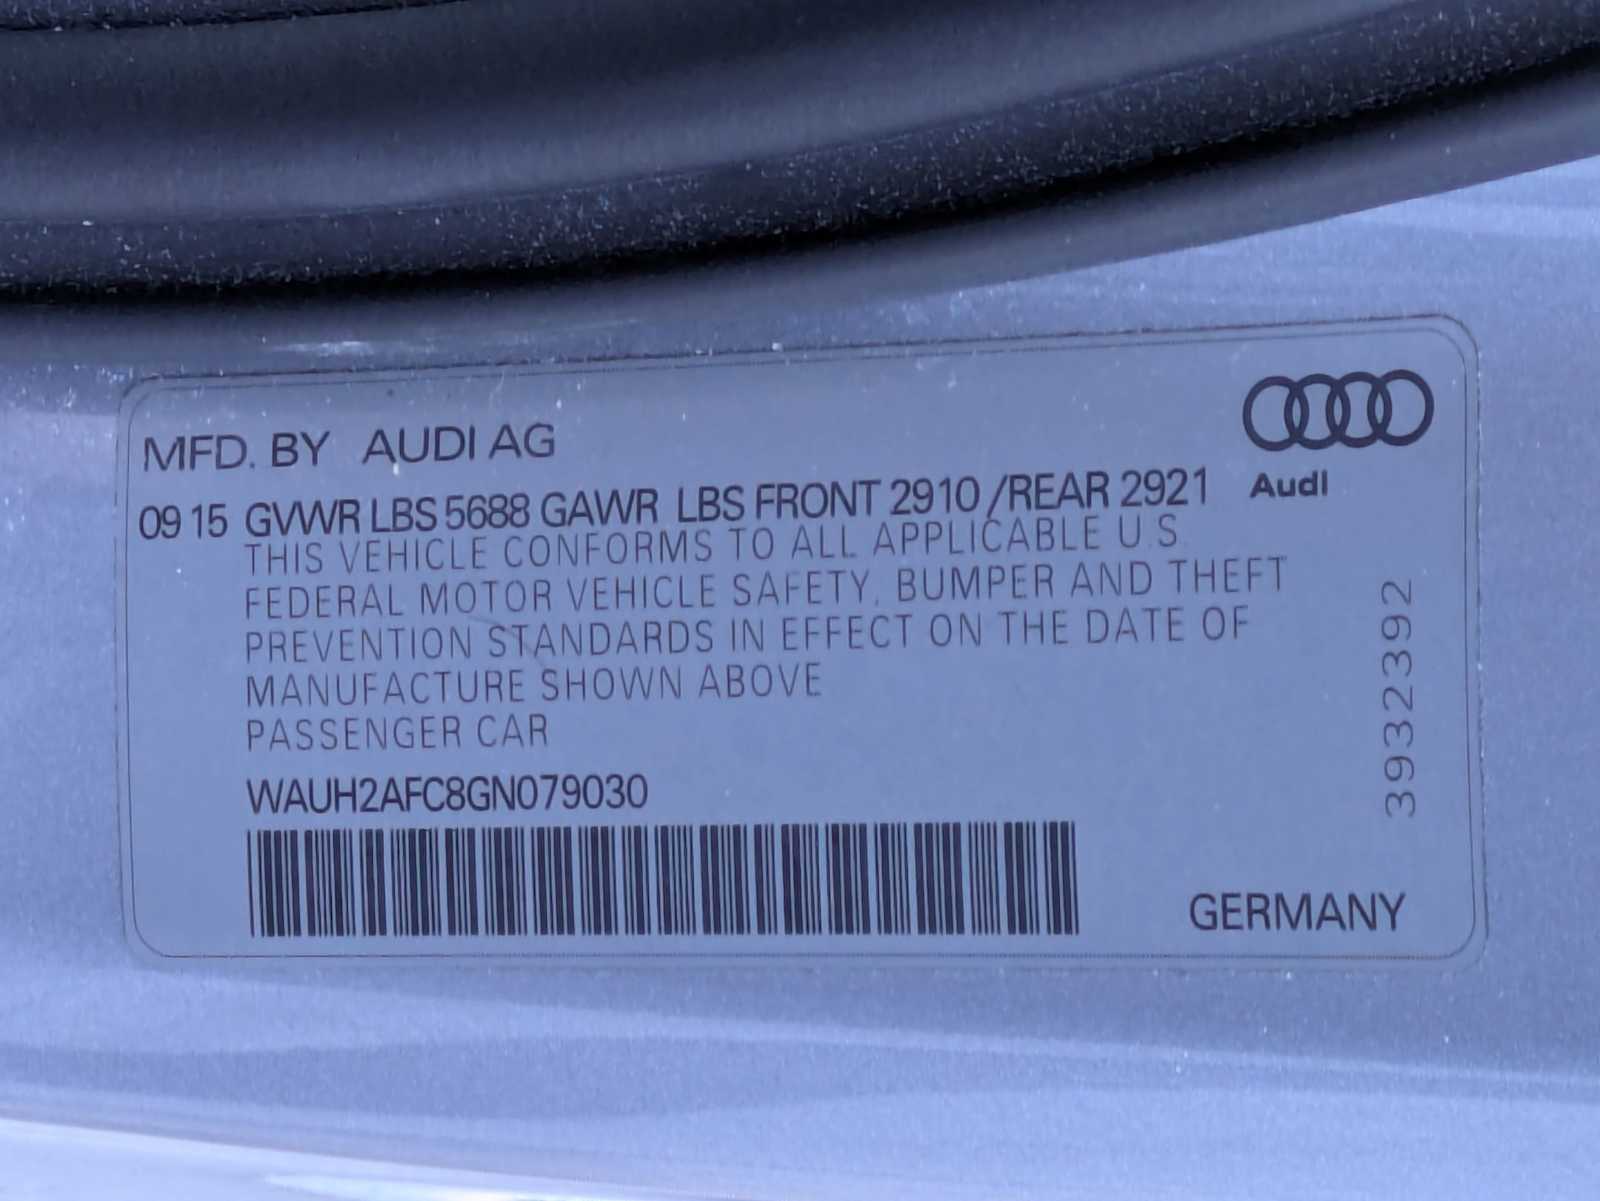 MFD. BY AUDI AG
09 15 GVWR LBS 5688 GAWR LBS FRONT 2910 /REAR 2921
Audi
THIS VEHICLE CONFORMS TO ALL APPLICABLE U.S.
FEDERAL MOTOR VEHICLE SAFETY, BUMPER AND THEFT
PREVENTION STANDARDS IN EFFECT ON THE DATE OF
MANUFACTURE SHOWN ABOVE
PASSENGER CAR
WAUH2AFC8GN079030
3932392
GERMANY